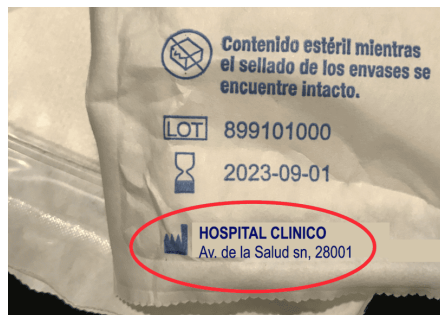 Contenido estéril mientras
el sellado de los envases se
encuentre intacto.
LOT 899101000
2023-09-01
HOSPITAL CLINICO
Av. de la Salud sn, 28001